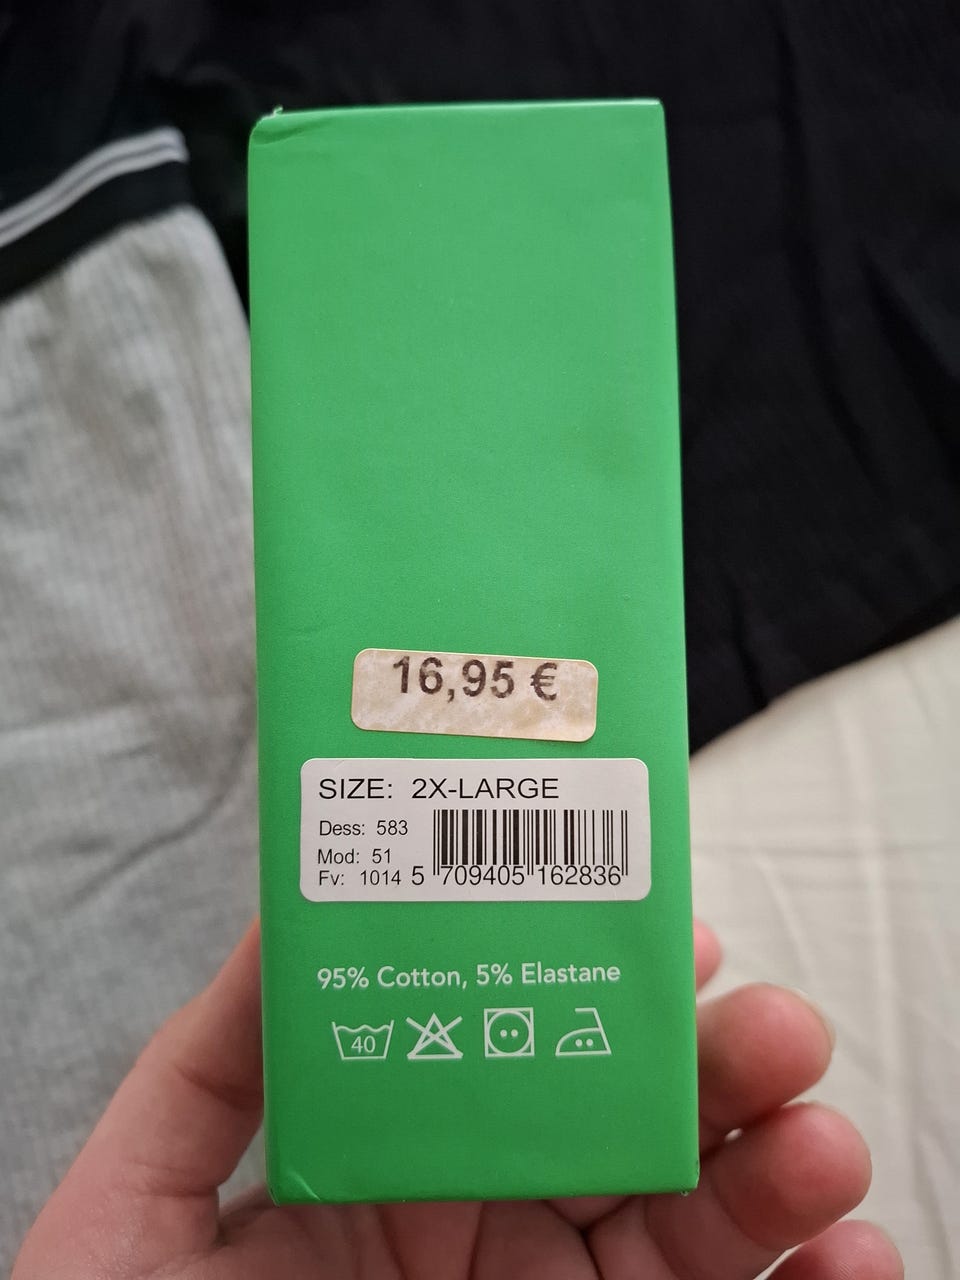 16,95 €
SIZE: 2X-LARGE
Dess: 583
Mod: 51
Fv: 1014
5 709405 162836
95% Cotton, 5% Elastane
40